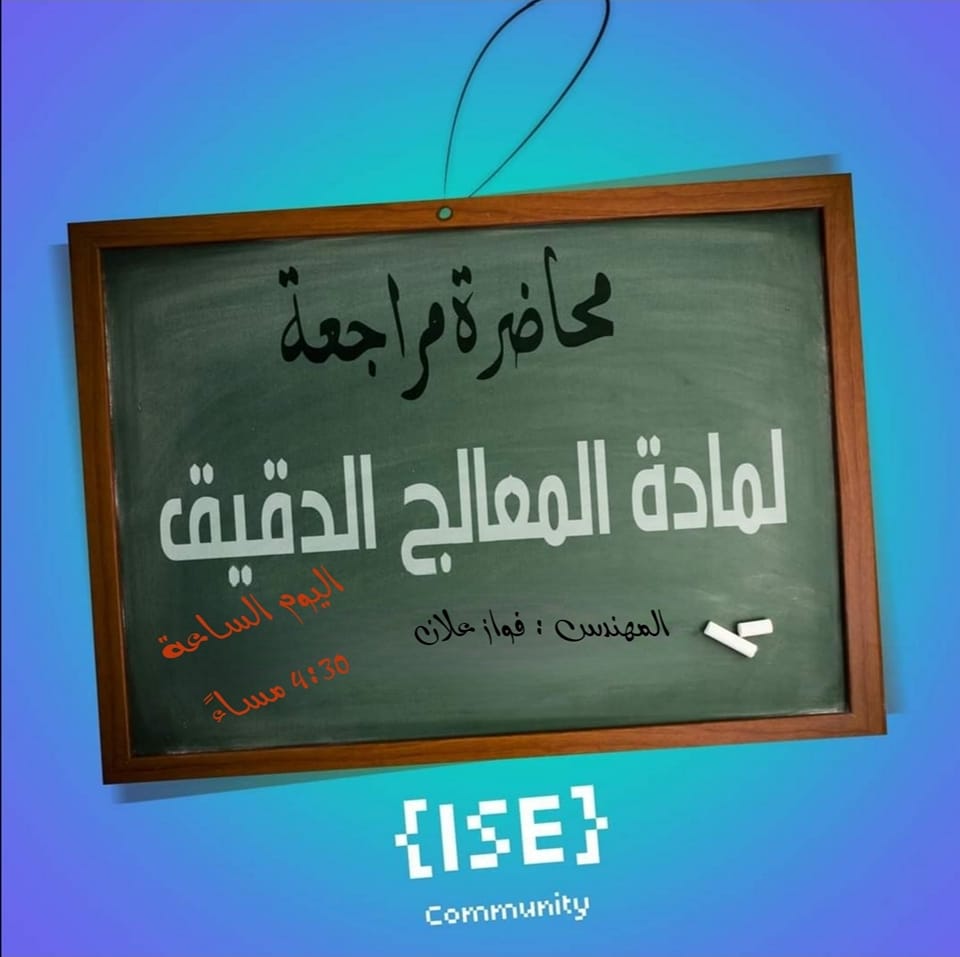 محاضرة مراجعة
لمادة المعالج الدقيق
المهندس : فواز علان
اليوم الساعة
4:30 مساءً
{ISE}
Community